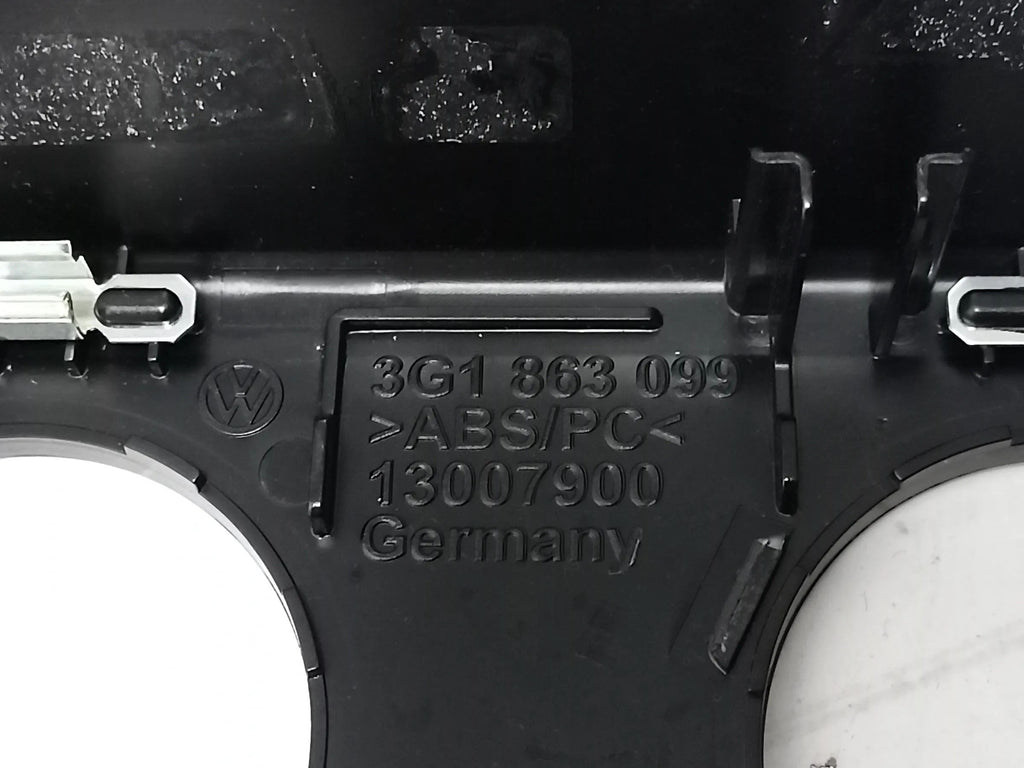 3G1 863 099
>ABS/PC<
13007900
Germany